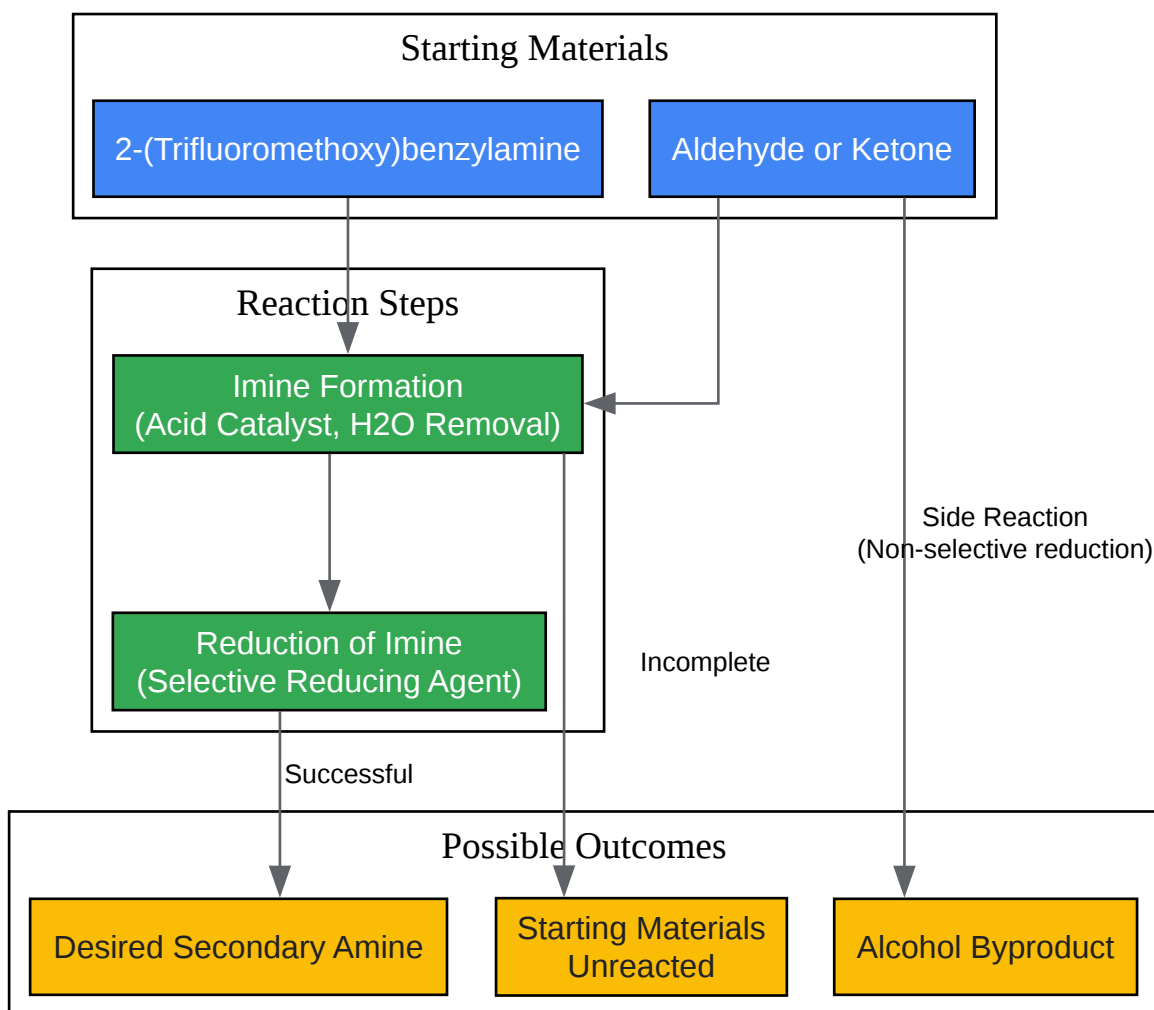 Starting Materials
2-(Trifluoromethoxy)benzylamine
Aldehyde or Ketone
Reaction Steps
Imine Formation
(Acid Catalyst, H2O Removal)
Side Reaction
(Non-selective reduction)
Reduction of Imine
(Selective Reducing Agent)
Incomplete
Successful
Possible Outcomes
Desired Secondary Amine
Starting Materials
Unreacted
Alcohol Byproduct